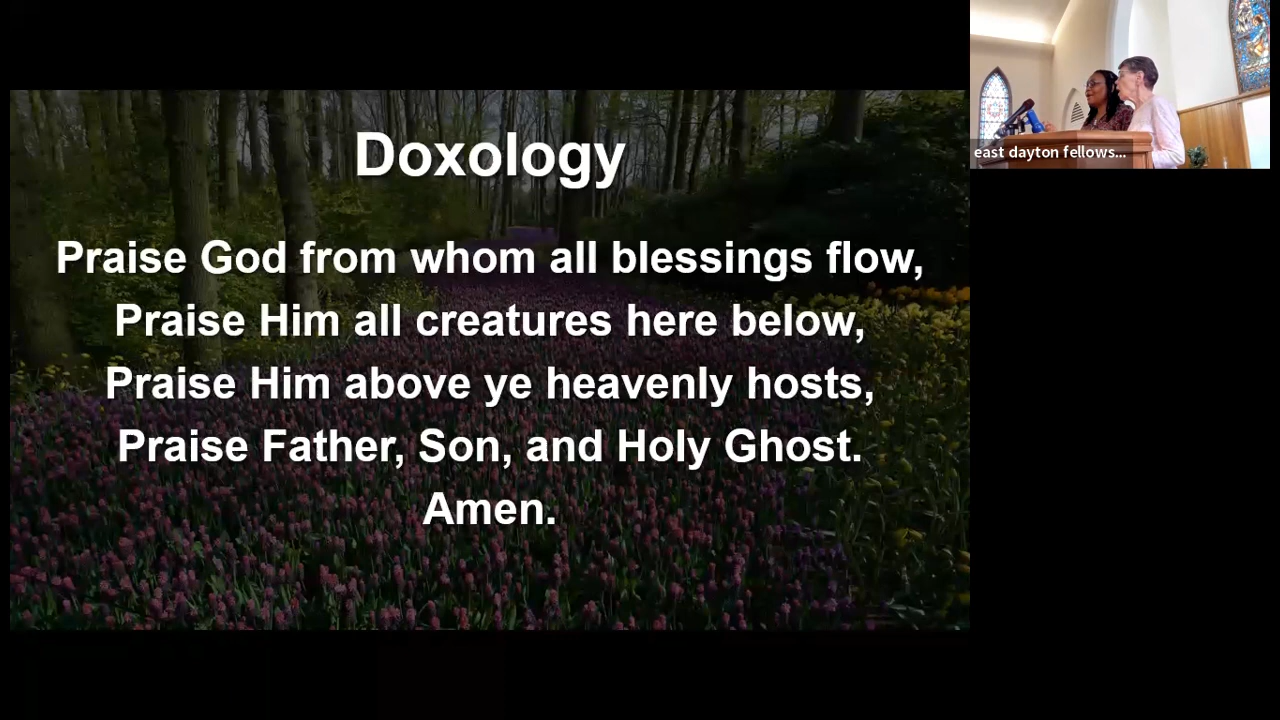 Doxology
Praise God from whom all blessings flow,
Praise Him all creatures here below,
Praise Him above ye heavenly hosts,
Praise Father, Son, and Holy Ghost.
Amen.
east dayton fellows...